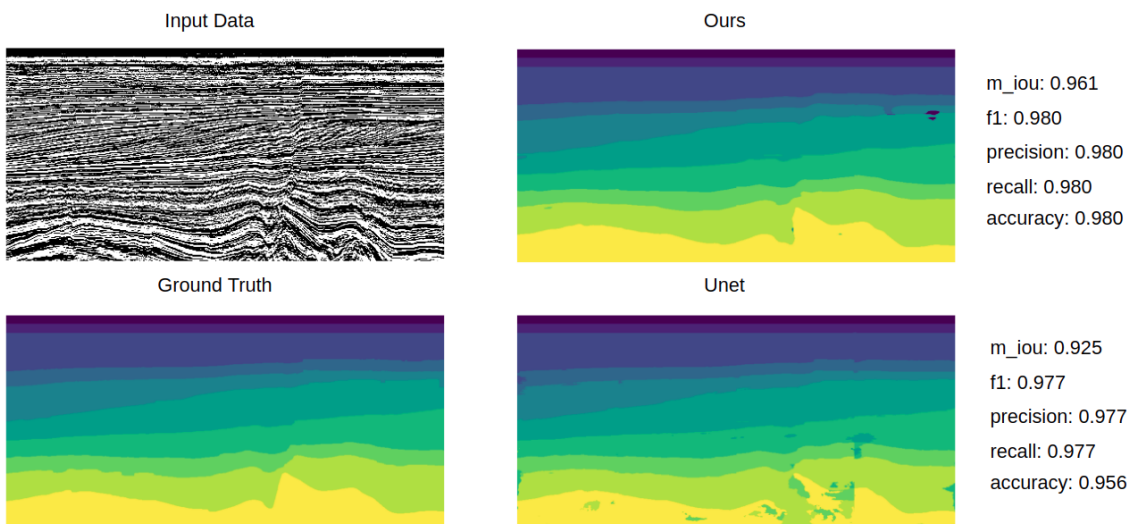 Input Data
Ours
m_iou: 0.961
f1: 0.980
precision: 0.980
recall: 0.980
accuracy: 0.980
Ground Truth
Unet
m_iou: 0.925
f1: 0.977
precision: 0.977
recall: 0.977
accuracy: 0.956